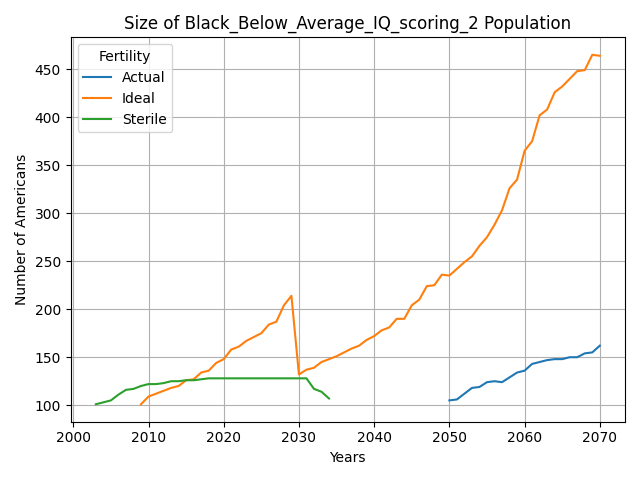 Size of Black_Below_Average_IQ_scoring_2 Population
Fertility
Actual
Ideal
Sterile
Number of Americans
450
400
350
300
250
200
150
100
2000 2010 2020 2030 2040 2050 2060 2070
Years